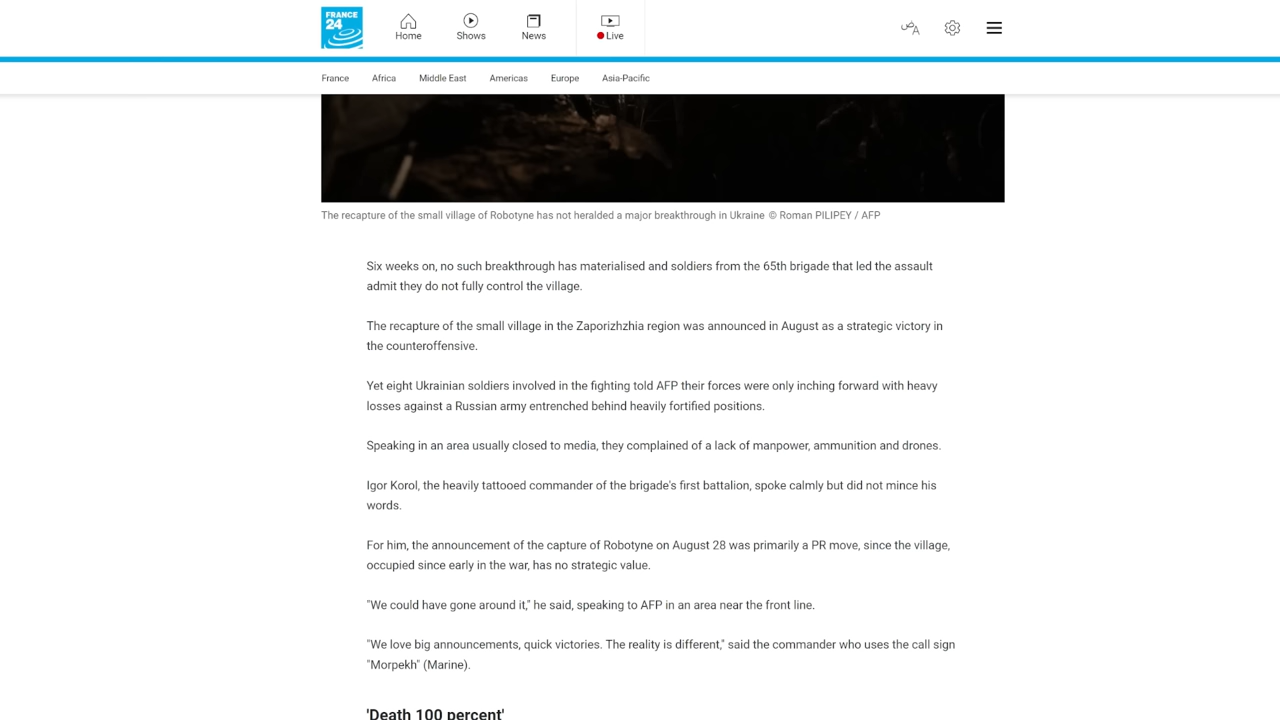 FRANCE
24
Home
Shows
News
Live
ض
A
France
Africa
Middle East
Americas
Europe
Asia-Pacific
The recapture of the small village of Robotyne has not heralded a major breakthrough in Ukraine © Roman PILIPEY / AFP
Six weeks on, no such breakthrough has materialised and soldiers from the 65th brigade that led the assault
admit they do not fully control the village.
The recapture of the small village in the Zaporizhzhia region was announced in August as a strategic victory in
the counteroffensive.
Yet eight Ukrainian soldiers involved in the fighting told AFP their forces were only inching forward with heavy
losses against a Russian army entrenched behind heavily fortified positions.
Speaking in an area usually closed to media, they complained of a lack of manpower, ammunition and drones.
Igor Korol, the heavily tattooed commander of the brigade's first battalion, spoke calmly but did not mince his
words.
For him, the announcement of the capture of Robotyne on August 28 was primarily a PR move, since the village,
occupied since early in the war, has no strategic value.
"We could have gone around it," he said, speaking to AFP in an area near the front line.
"We love big announcements, quick victories. The reality is different," said the commander who uses the call sign
"Morpekh" (Marine).
'Death 100 percent'